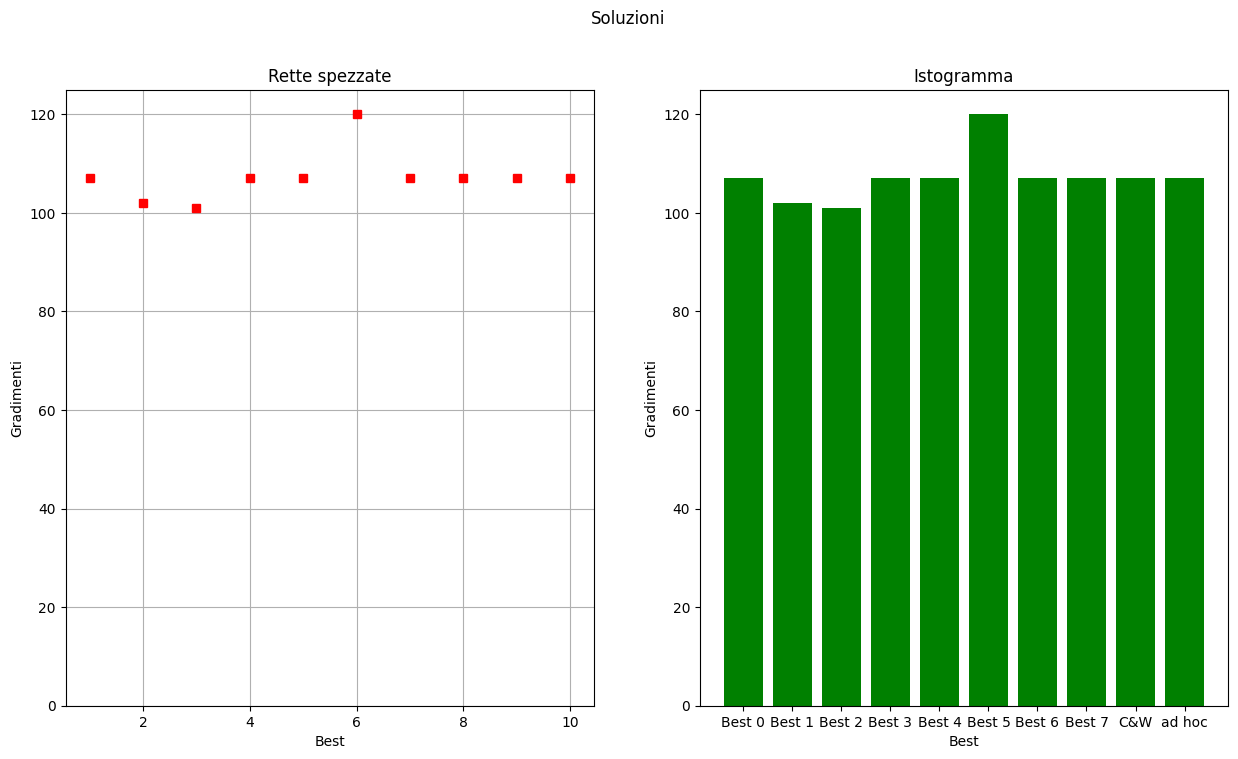 Soluzioni
Rette spezzate
120
100
80
60
40
20
0
Gradimenti
2 4 6 8 10
Best
Istogramma
120
100
80
60
40
20
0
Gradimenti
Best 0 Best 1 Best 2 Best 3 Best 4 Best 5 Best 6 Best 7 C&W ad hoc
Best